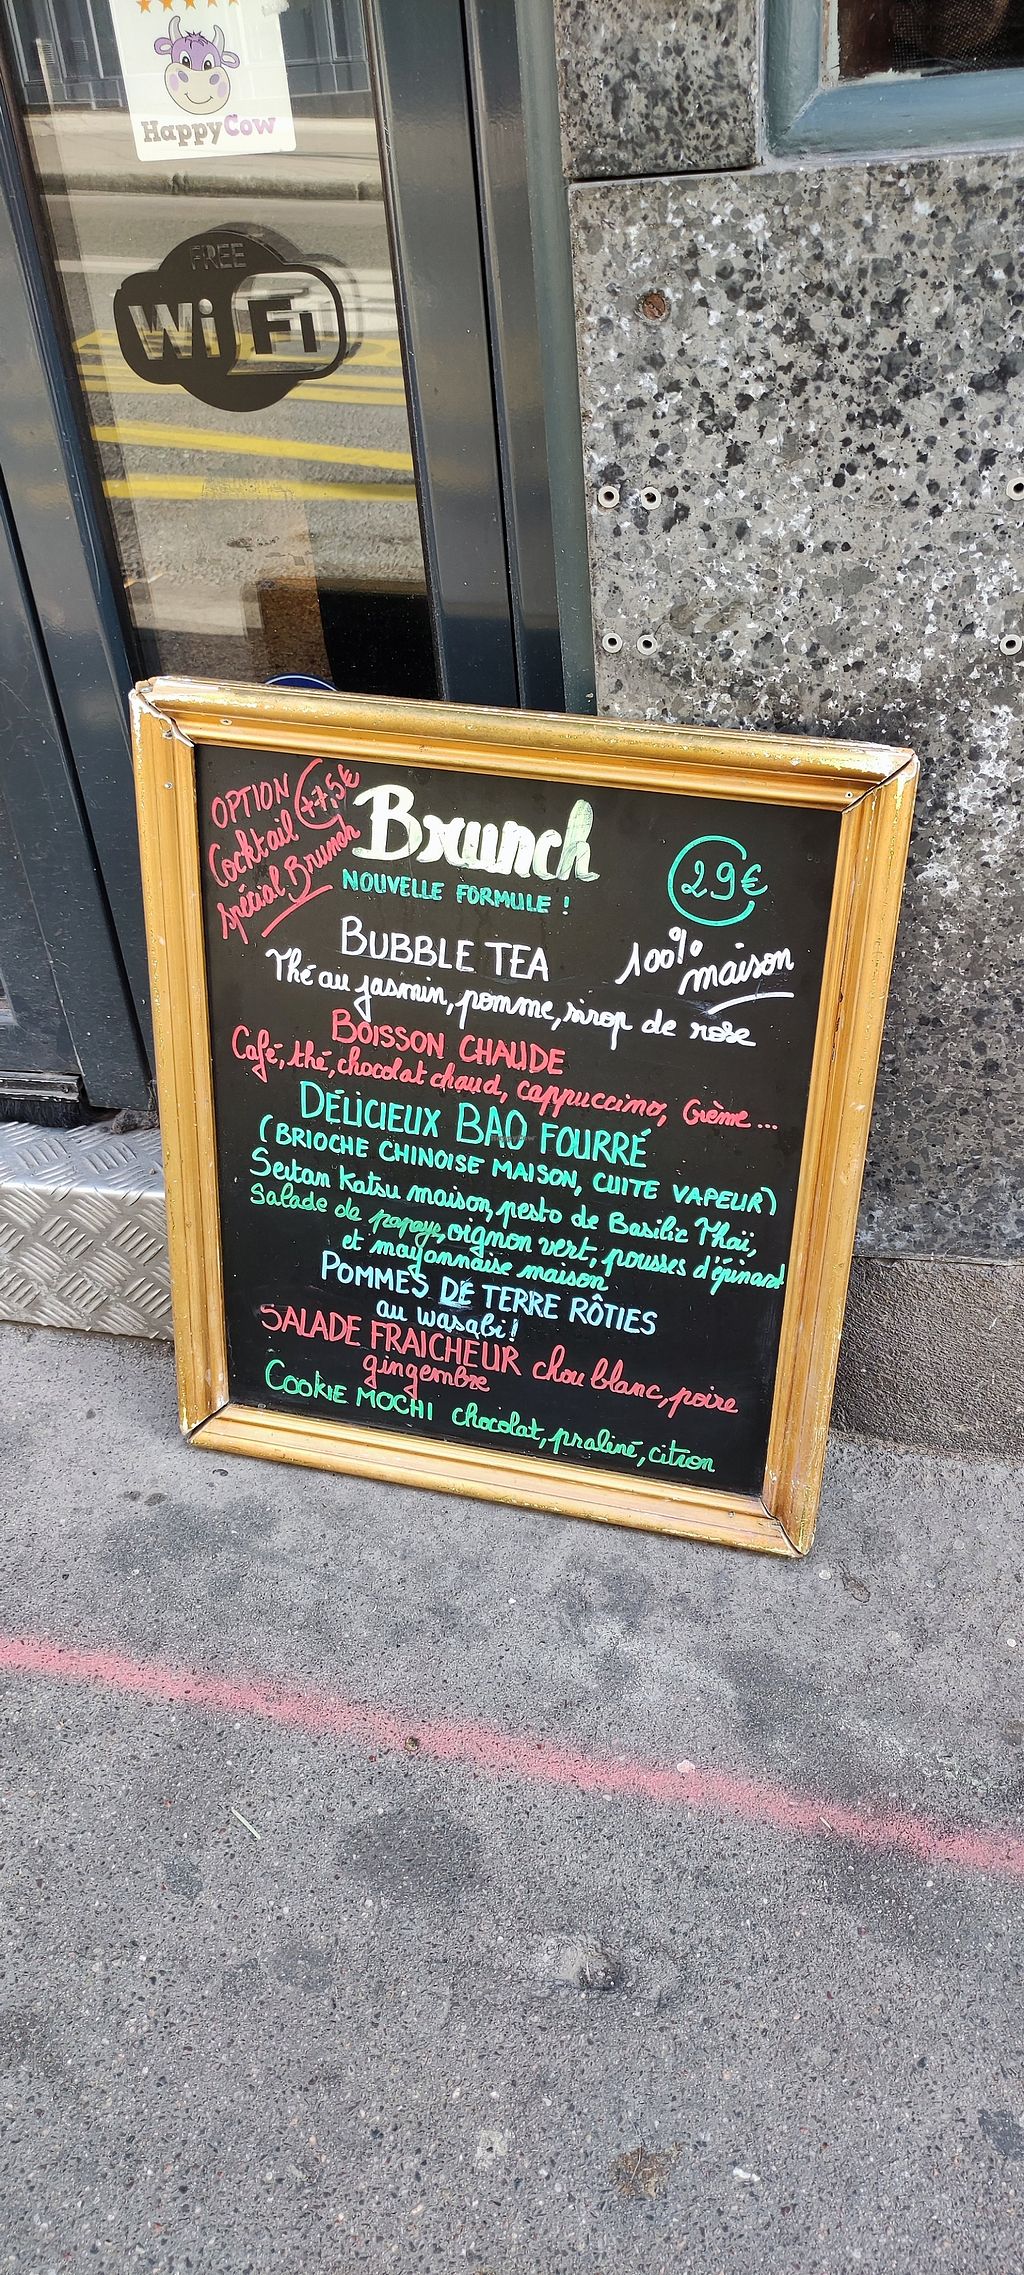 HappyCow
FREE
WiFi
OPTION
Cocktail +7,5€
Spécial Brunch
Brunch
NOUVELLE FORMULE !
29€
100% maison
BUBBLE TEA
Thé au jasmin, pomme, sirop de rose
BOISSON CHAUDE
Café, thé, chocolat chaud, cappuccino, Crème...
DÉLICIEUX BAO FOURRÉ
(BRIOCHE CHINOISE MAISON, CUITE VAPEUR)
Seitan Katsu maison, pesto de Basilic Thaï,
Salade de papaye, oignon vert, pousses d'épinard
et mayonnaise maison
POMMES DE TERRE RÔTIES
au wasabi!
SALADE FRAICHEUR chou blanc, poire
gingembre
COOKIE MOCHI chocolat, praliné, citron